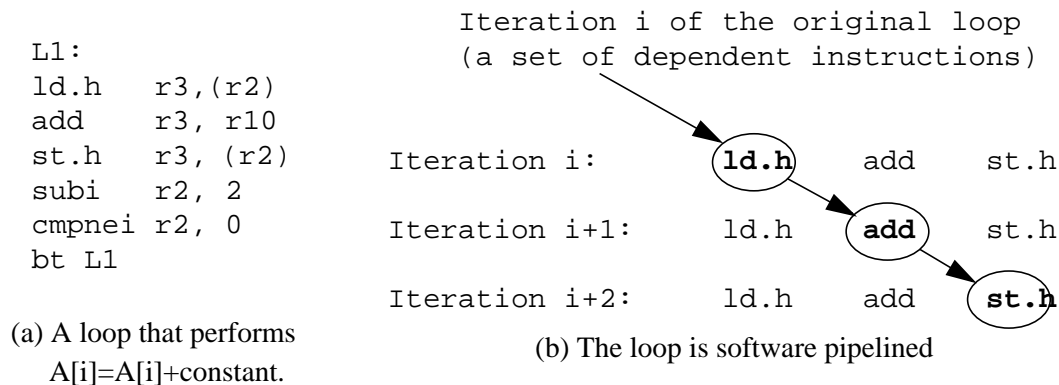 L1:
ld.h r3,(r2)
add r3, r10
st.h r3, (r2)
subi r2, 2
cmpnei r2, 0
bt L1
(a) A loop that performs
A[i]=A[i]+constant.
Iteration i of the original loop
(a set of dependent instructions)
Iteration i: ld.h add st.h
Iteration i+1: ld.h add st.h
Iteration i+2: ld.h add st.h
(b) The loop is software pipelined